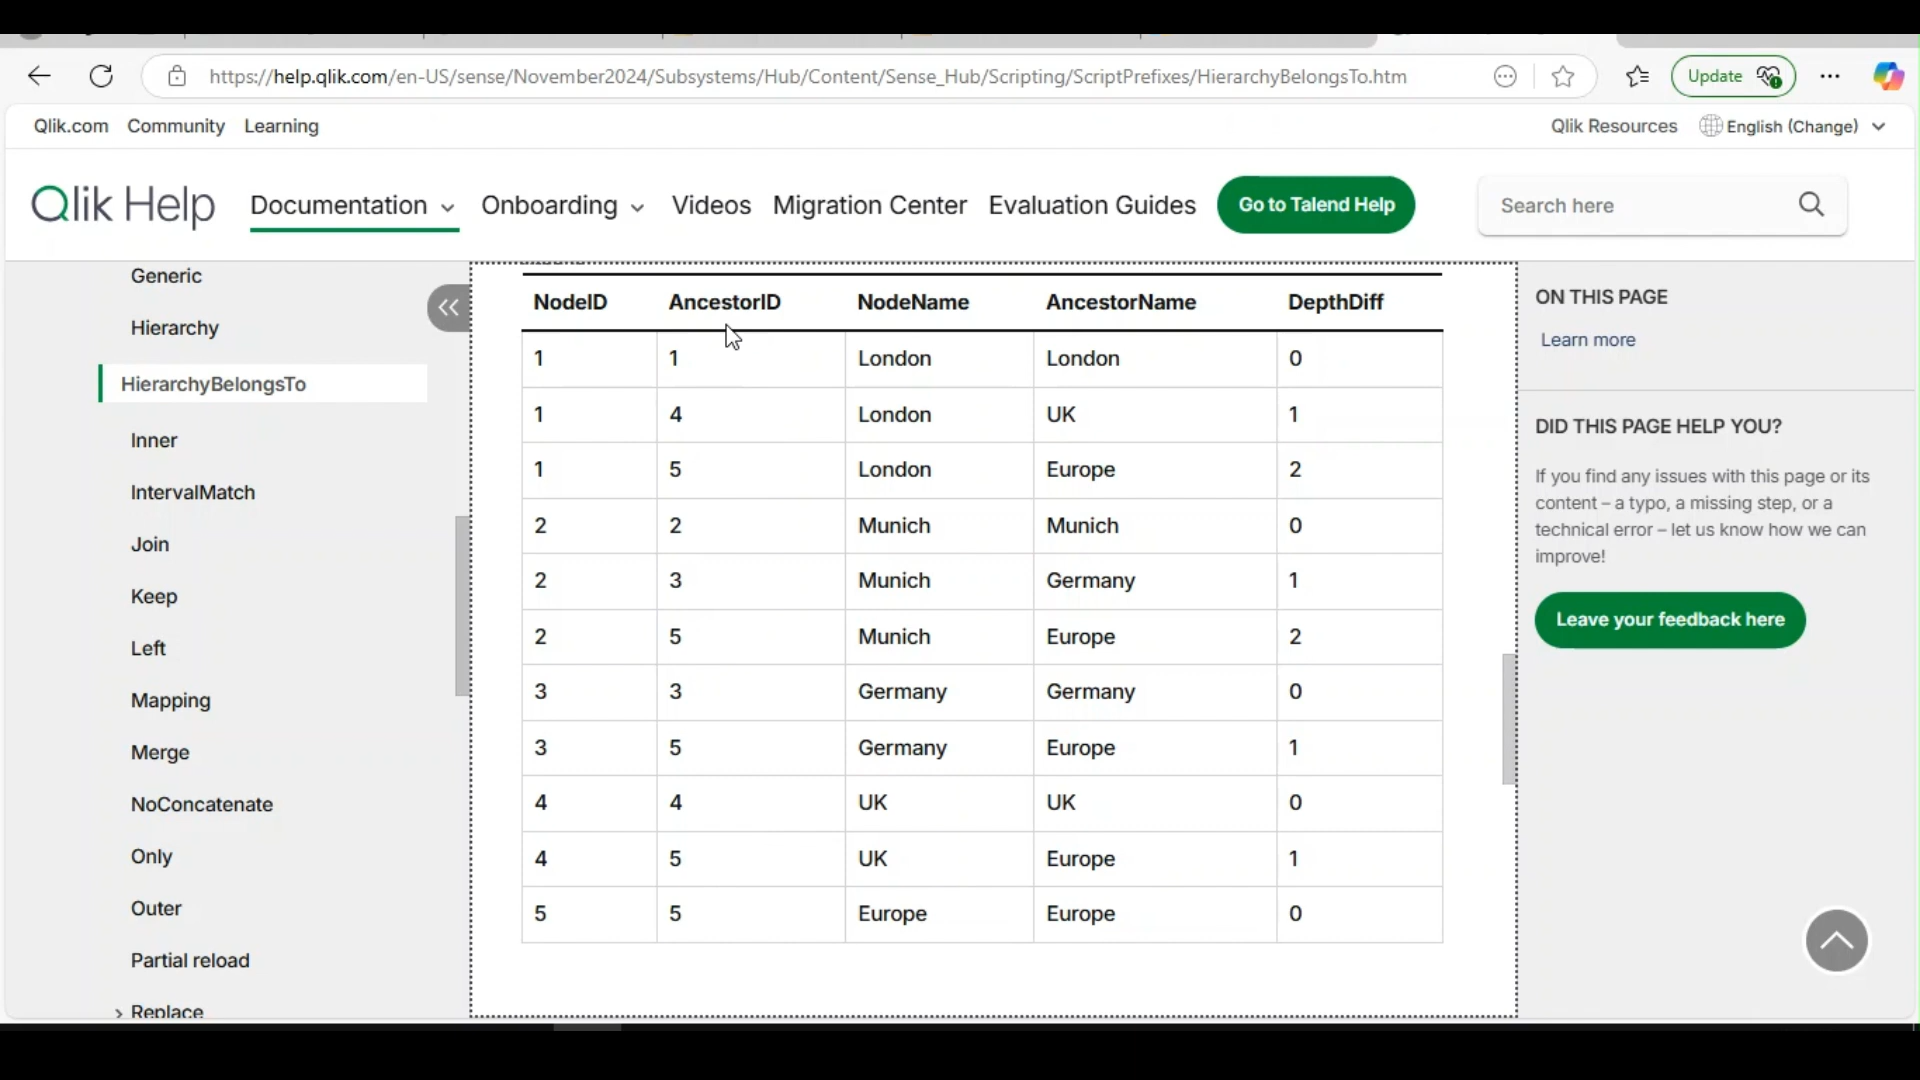 https://help.qlik.com/en-US/sense/November2024/Subsystems/Hub/Content/Sense_Hub/Scripting/ScriptPrefixes/HierarchyBelongsTo.htm
Update
Qlik.com Community Learning
Qlik Resources English (Change)
Qlik Help Documentation Onboarding Videos Migration Center Evaluation Guides Go to Talend Help Search here
Generic
Hierarchy
HierarchyBelongsTo
Inner
IntervalMatch
Join
Keep
Left
Mapping
Merge
NoConcatenate
Only
Outer
Partial reload
Replace
NodeID AncestorID NodeName AncestorName DepthDiff
1 1 London London 0
1 4 London UK 1
1 5 London Europe 2
2 2 Munich Munich 0
2 3 Munich Germany 1
2 5 Munich Europe 2
3 3 Germany Germany 0
3 5 Germany Europe 1
4 4 UK UK 0
4 5 UK Europe 1
5 5 Europe Europe 0
ON THIS PAGE
Learn more
DID THIS PAGE HELP YOU?
If you find any issues with this page or its
content – a typo, a missing step, or a
technical error – let us know how we can
improve!
Leave your feedback here